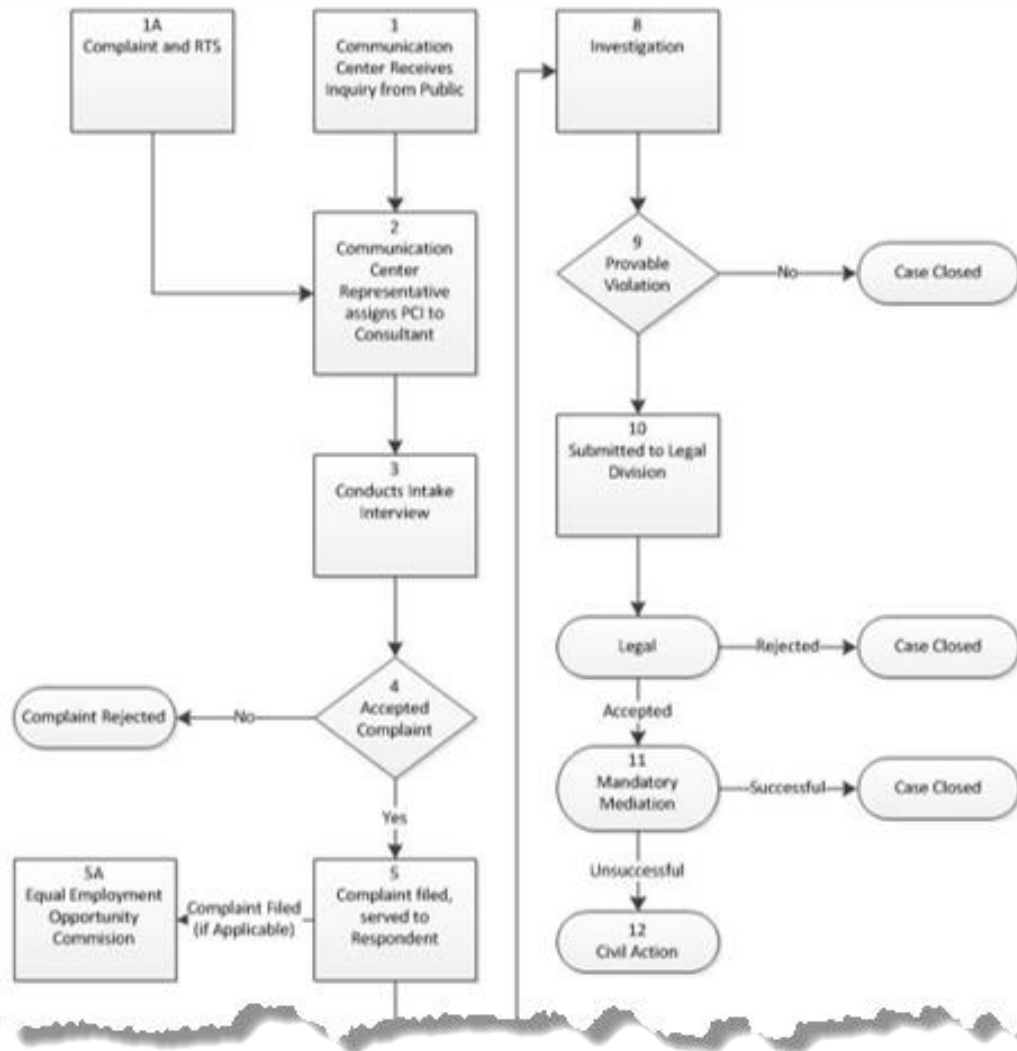 1A
Complaint and RTS
1
Communication
Center Receives
Inquiry from Public
2
Communication
Center
Representative
assigns PCI to
Consultant
3
Conducts Intake
Interview
4
Accepted
Complaint
No
Complaint Rejected
Yes
5
Complaint filed,
served to
Respondent
Complaint Filed
(if Applicable)
5A
Equal Employment
Opportunity
Commision
8
Investigation
9
Provable
Violation
No
Case Closed
10
Submitted to Legal
Division
Legal
Rejected
Case Closed
Accepted
11
Mandatory
Mediation
Successful
Case Closed
Unsuccessful
12
Civil Action